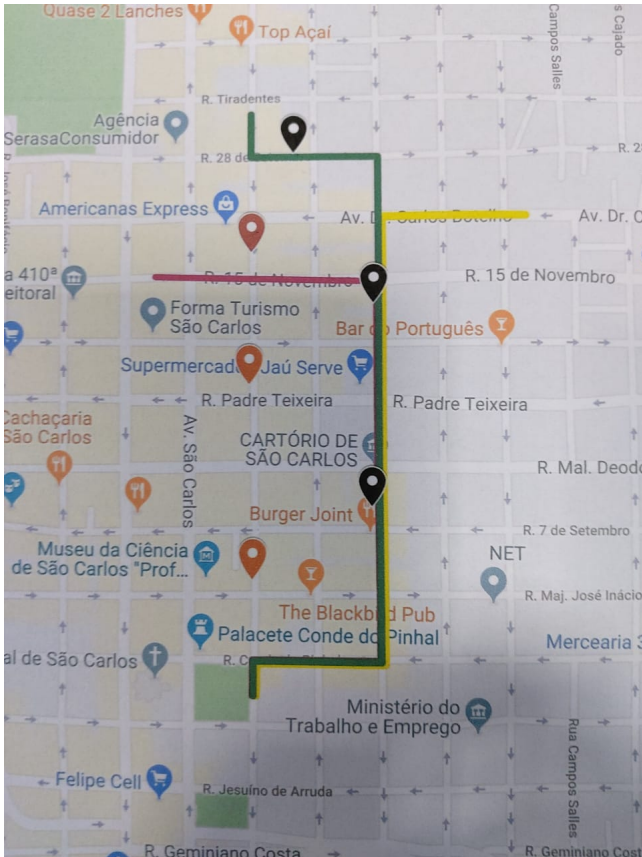 Quase 2 Lanches
Top Açaí
Campos Salles
s Cajado
R. Tiradentes
Agência
SerasaConsumidor
R. 28 de
R. 28
Americanas Express
Av. Dr. Carlos Botelho
Av. Dr. C
a 410ª
eitoral
R. 15 de Novembro
R. 15 de Novembro
Forma Turismo
São Carlos
Bar do Português
Supermercado Jaú Serve
R. Padre Teixeira
R. Padre Teixeira
Cachaçaria
São Carlos
Av. São Carlos
CARTÓRIO DE
SÃO CARLOS
R. Mal. Deodo
Burger Joint
R. 7 de Setembro
Museu da Ciência
de São Carlos "Prof...
NET
R. Maj. José Inácio
The Blackbird Pub
Palacete Conde do Pinhal
Mercearia 3
al de São Carlos
Ministério do
Trabalho e Emprego
Rua Campos Salles
Felipe Cell
R. Jesuíno de Arruda
R. Geminiano Costa
R. Geminiano Cost